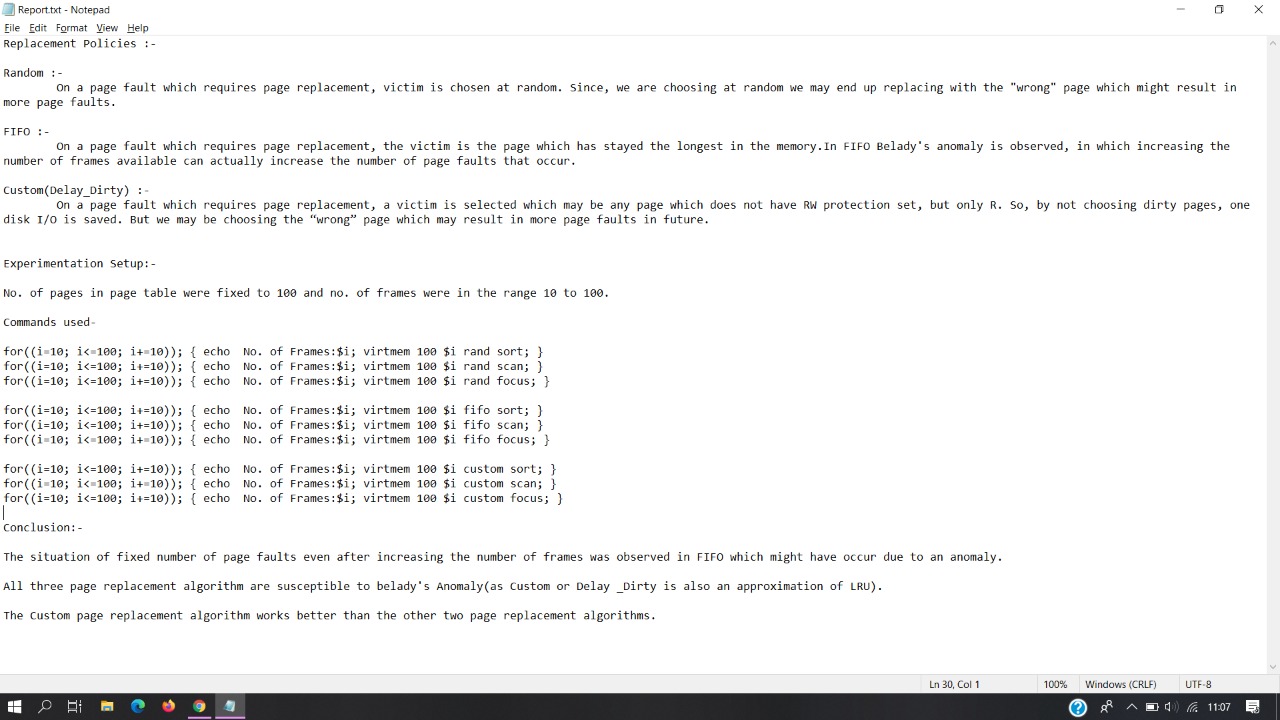 Report.txt - Notepad
File Edit Format View Help
Replacement Policies :-
Random :-
On a page fault which requires page replacement, victim is chosen at random. Since, we are choosing at random we may end up replacing with the "wrong" page which might result in
more page faults.
FIFO :-
On a page fault which requires page replacement, the victim is the page which has stayed the longest in the memory.In FIFO Belady's anomaly is observed, in which increasing the
number of frames available can actually increase the number of page faults that occur.
Custom(Delay_Dirty) :-
On a page fault which requires page replacement, a victim is selected which may be any page which does not have RW protection set, but only R. So, by not choosing dirty pages, one
disk I/O is saved. But we may be choosing the “wrong” page which may result in more page faults in future.
Experimentation Setup:-
No. of pages in page table were fixed to 100 and no. of frames were in the range 10 to 100.
Commands used-
for((i=10; i<=100; i+=10)); { echo  No. of Frames:$i; virtmem 100 $i rand sort; }
for((i=10; i<=100; i+=10)); { echo  No. of Frames:$i; virtmem 100 $i rand scan; }
for((i=10; i<=100; i+=10)); { echo  No. of Frames:$i; virtmem 100 $i rand focus; }
for((i=10; i<=100; i+=10)); { echo  No. of Frames:$i; virtmem 100 $i fifo sort; }
for((i=10; i<=100; i+=10)); { echo  No. of Frames:$i; virtmem 100 $i fifo scan; }
for((i=10; i<=100; i+=10)); { echo  No. of Frames:$i; virtmem 100 $i fifo focus; }
for((i=10; i<=100; i+=10)); { echo  No. of Frames:$i; virtmem 100 $i custom sort; }
for((i=10; i<=100; i+=10)); { echo  No. of Frames:$i; virtmem 100 $i custom scan; }
for((i=10; i<=100; i+=10)); { echo  No. of Frames:$i; virtmem 100 $i custom focus; }
Conclusion:-
The situation of fixed number of page faults even after increasing the number of frames was observed in FIFO which might have occur due to an anomaly.
All three page replacement algorithm are susceptible to belady's Anomaly(as Custom or Delay _Dirty is also an approximation of LRU).
The Custom page replacement algorithm works better than the other two page replacement algorithms.
Ln 30, Col 1 100% Windows (CRLF) UTF-8
11:07